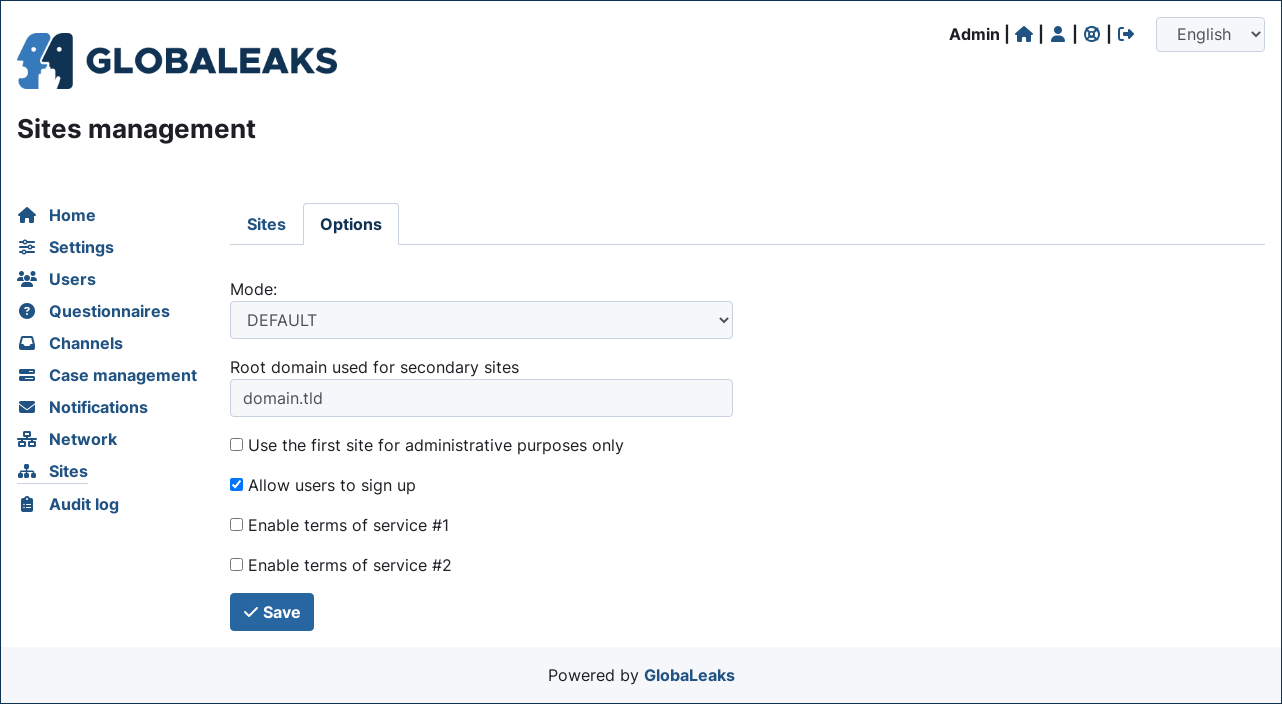 Admin | | | |
English
GLOBALEAKS
Sites management
Home
Settings
Users
Questionnaires
Channels
Case management
Notifications
Network
Sites
Audit log
Sites
Options
Mode:
DEFAULT
Root domain used for secondary sites
domain.tld
Use the first site for administrative purposes only
Allow users to sign up
Enable terms of service #1
Enable terms of service #2
Save
Powered by GlobaLeaks